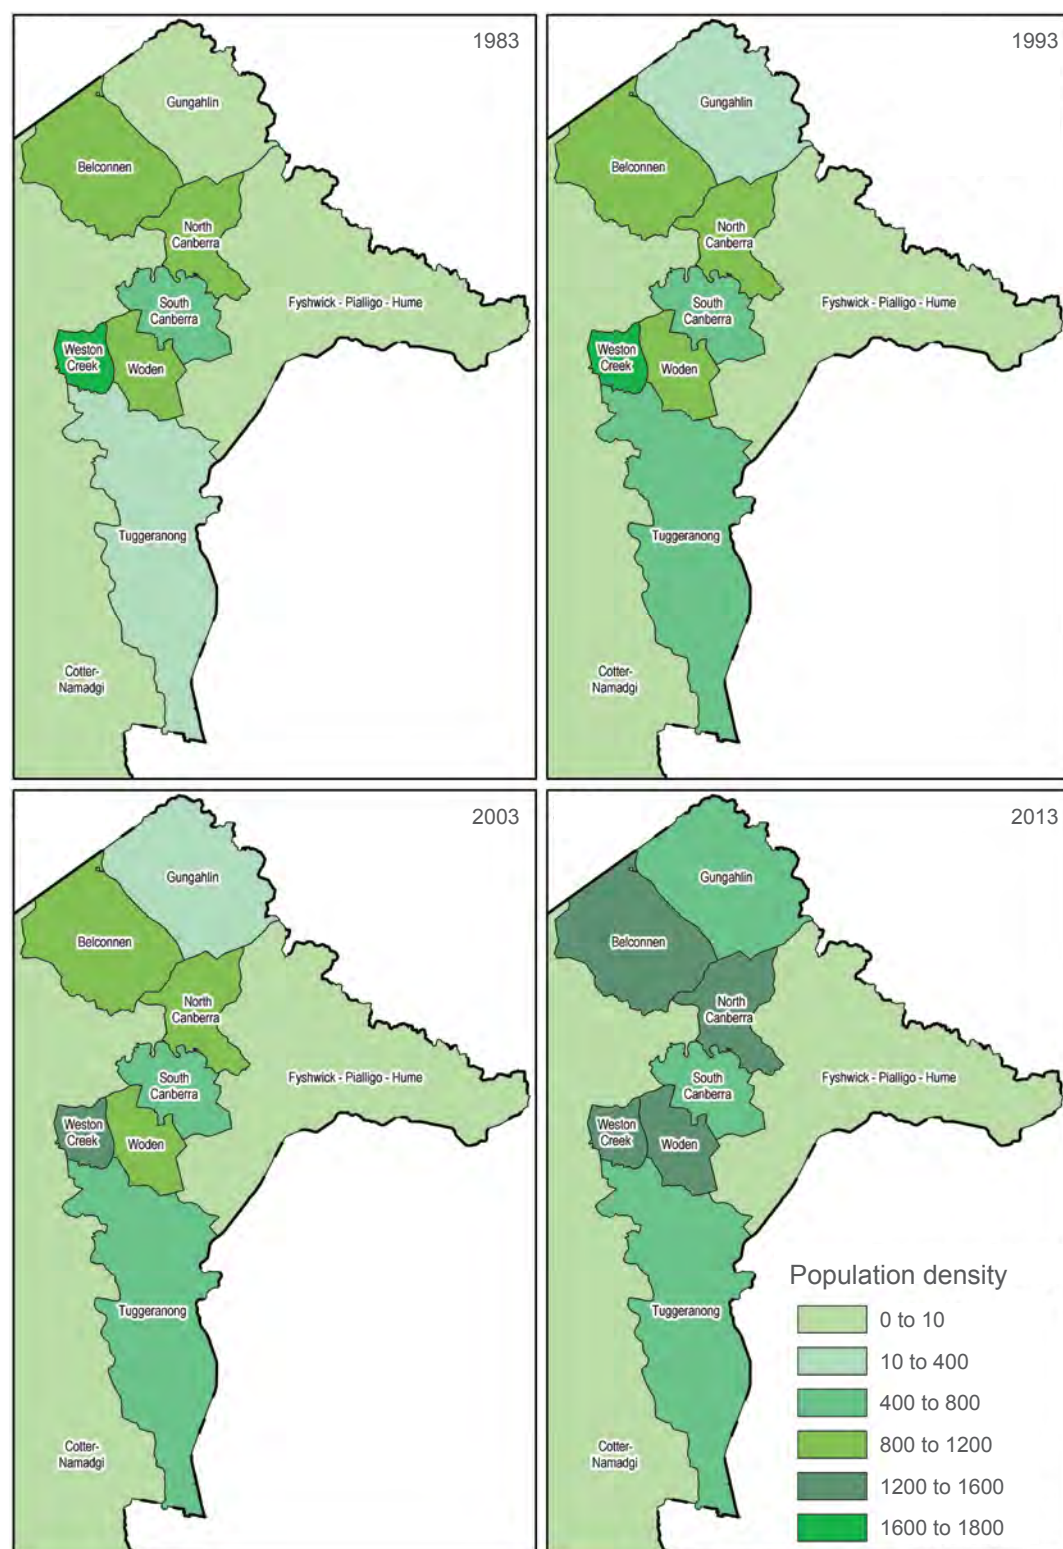 1983
Gungahlin
Belconnen
North
Canberra
South
Canberra
Fyshwick - Pialligo - Hume
Weston
Creek
Woden
Tuggeranong
Cotter-
Namadgi
1993
Gungahlin
Belconnen
North
Canberra
South
Canberra
Fyshwick - Pialligo - Hume
Weston
Creek
Woden
Tuggeranong
Cotter-
Namadgi
2003
Gungahlin
Belconnen
North
Canberra
South
Canberra
Fyshwick - Pialligo - Hume
Weston
Creek
Woden
Tuggeranong
Cotter-
Namadgi
2013
Gungahlin
Belconnen
North
Canberra
South
Canberra
Fyshwick - Pialligo - Hume
Weston
Creek
Woden
Tuggeranong
Cotter-
Namadgi
Population density
0 to 10
10 to 400
400 to 800
800 to 1200
1200 to 1600
1600 to 1800